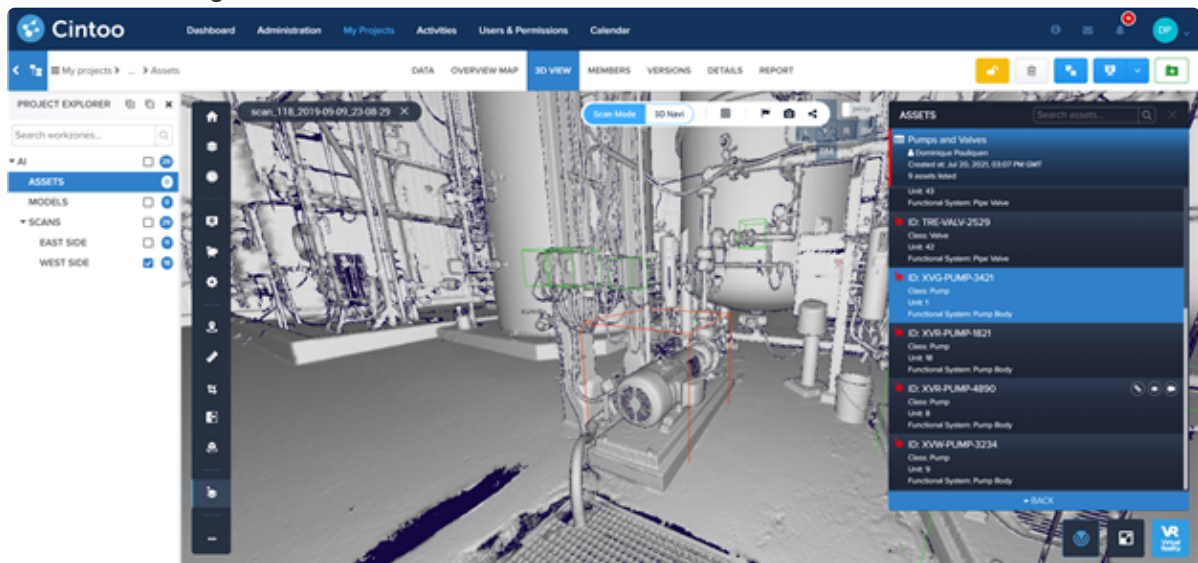 Cintoo
Dashboard Administration My Projects Activities Users & Permissions Calendar
DP
My projects > ... > Assets
DATA OVERVIEW MAP 3D VIEW MEMBERS VERSIONS DETAILS REPORT
PROJECT EXPLORER
Search workzones...
AI
ASSETS
MODELS
SCANS
EAST SIDE
WEST SIDE
scan_118_2019-09-09_23-08-29
Scan Mode 3D Navi
persp
ASSETS
Search assets...
Pumps and Valves
Dominique Pouliquen
Created at: Jul 20, 2021, 03:07 PM GMT
9 assets listed
Unit: 43
Functional System: Pipe Valve
ID: TRE-VALV-2529
Class: Valve
Unit: 42
Functional System: Pipe Valve
ID: XVG-PUMP-3421
Class: Pump
Unit: 1
Functional System: Pump Body
ID: XVR-PUMP-1821
Class: Pump
Unit: 18
Functional System: Pump Body
ID: XVR-PUMP-4890
Class: Pump
Unit: 8
Functional System: Pump Body
ID: XVW-PUMP-3234
Class: Pump
Unit: 9
Functional System: Pump Body
BACK
VR
Virtual
Reality